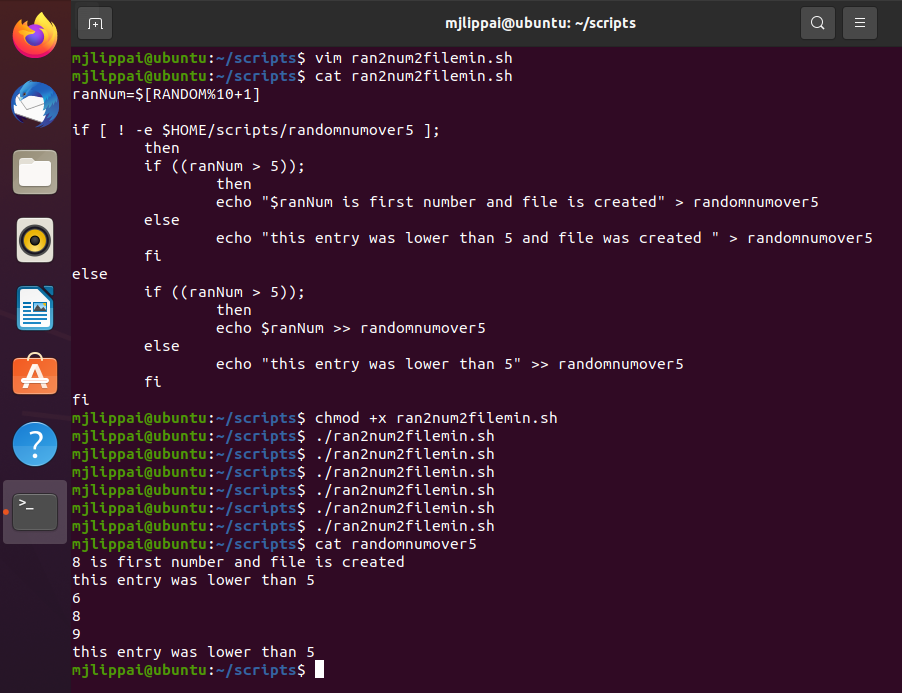 mjlippai@ubuntu: ~/scripts
mjlippai@ubuntu:~/scripts$ vim ran2num2filemin.sh
mjlippai@ubuntu:~/scripts$ cat ran2num2filemin.sh
ranNum=$[RANDOM%10+1]

if [ ! -e $HOME/scripts/randomnumover5 ];
        then
        if ((ranNum > 5));
                then
                echo "$ranNum is first number and file is created" > randomnumover5
        else
                echo "this entry was lower than 5 and file was created " > randomnumover5
        fi
else
        if ((ranNum > 5));
                then
                echo $ranNum >> randomnumover5
        else
                echo "this entry was lower than 5" >> randomnumover5
        fi
fi
mjlippai@ubuntu:~/scripts$ chmod +x ran2num2filemin.sh
mjlippai@ubuntu:~/scripts$ ./ran2num2filemin.sh
mjlippai@ubuntu:~/scripts$ ./ran2num2filemin.sh
mjlippai@ubuntu:~/scripts$ ./ran2num2filemin.sh
mjlippai@ubuntu:~/scripts$ ./ran2num2filemin.sh
mjlippai@ubuntu:~/scripts$ ./ran2num2filemin.sh
mjlippai@ubuntu:~/scripts$ ./ran2num2filemin.sh
mjlippai@ubuntu:~/scripts$ cat randomnumover5
8 is first number and file is created
this entry was lower than 5
6
8
9
this entry was lower than 5
mjlippai@ubuntu:~/scripts$